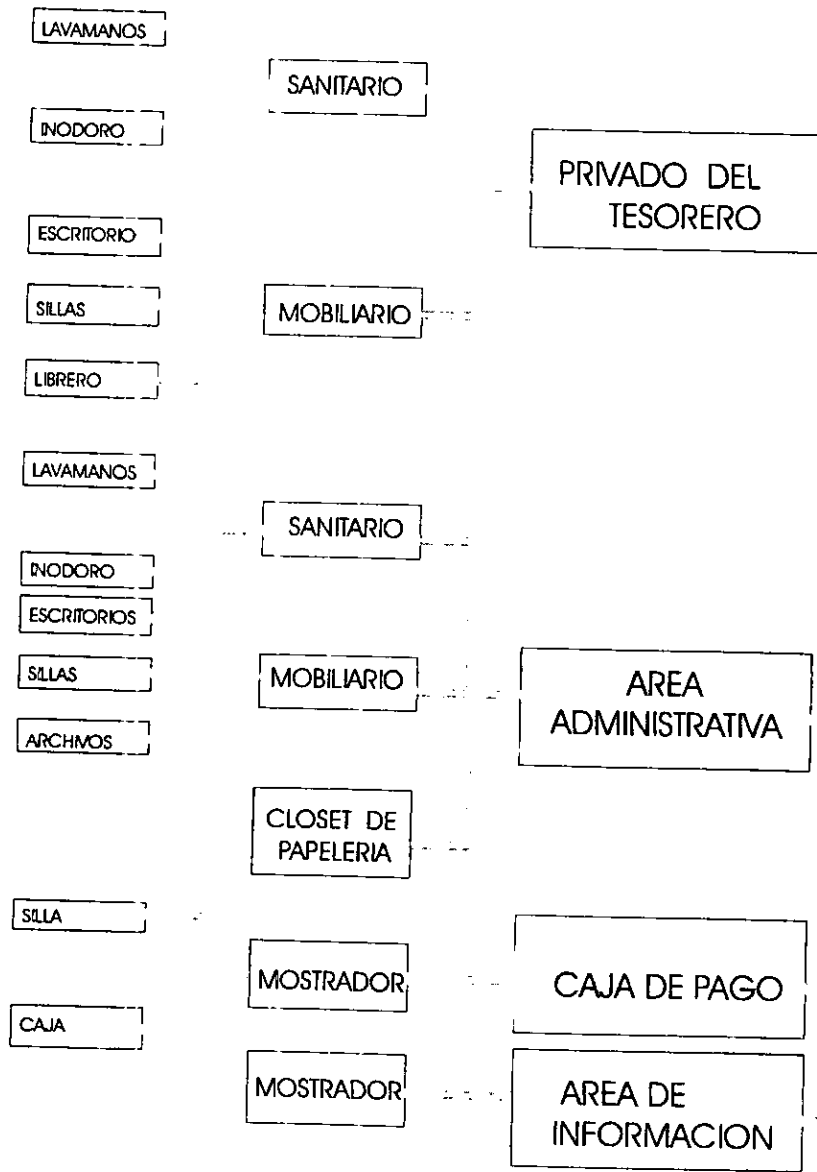 LAVAMANOS
SANITARIO
INODORO
PRIVADO DEL
TESORERO
ESCRITORIO
SILLAS
MOBILIARIO
LIBRERO
LAVAMANOS
SANITARIO
INODORO
ESCRITORIOS
SILLAS
MOBILIARIO
AREA
ADMINISTRATIVA
ARCHIVOS
CLOSET DE
PAPELERIA
SILLA
MOSTRADOR
CAJA DE PAGO
CAJA
MOSTRADOR
AREA DE
INFORMACION